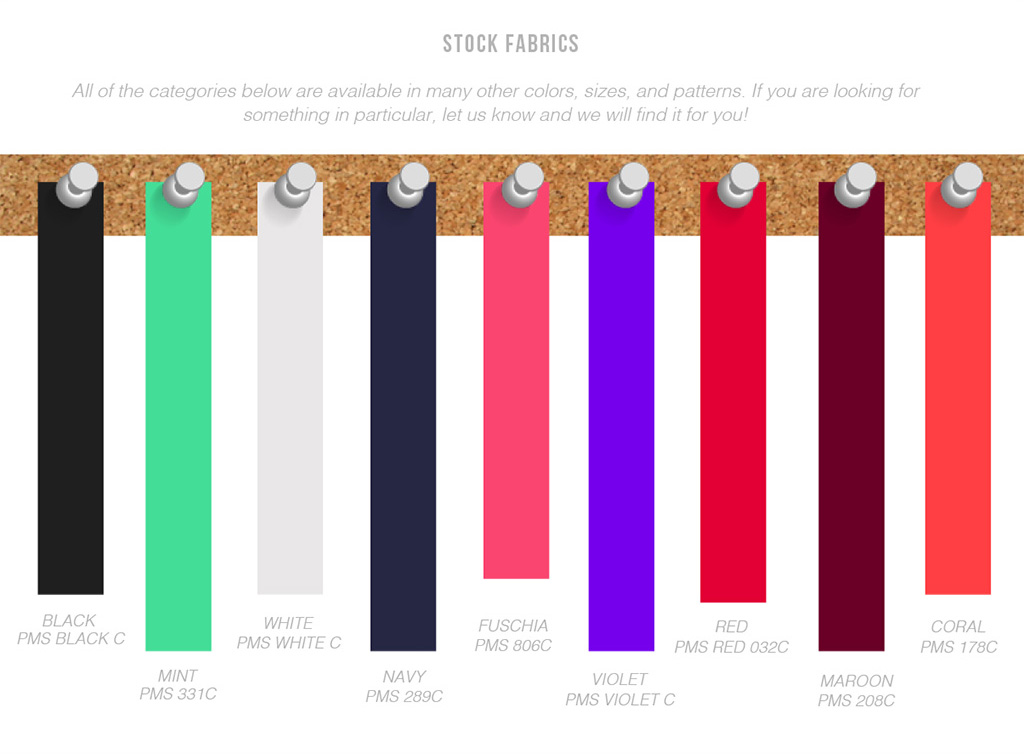 STOCK FABRICS
All of the categories below are available in many other colors, sizes, and patterns. If you are looking for
something in particular, let us know and we will find it for you!
BLACK
PMS BLACK C
MINT
PMS 331C
WHITE
PMS WHITE C
NAVY
PMS 289C
FUSCHIA
PMS 806C
VIOLET
PMS VIOLET C
RED
PMS RED 032C
MAROON
PMS 208C
CORAL
PMS 178C